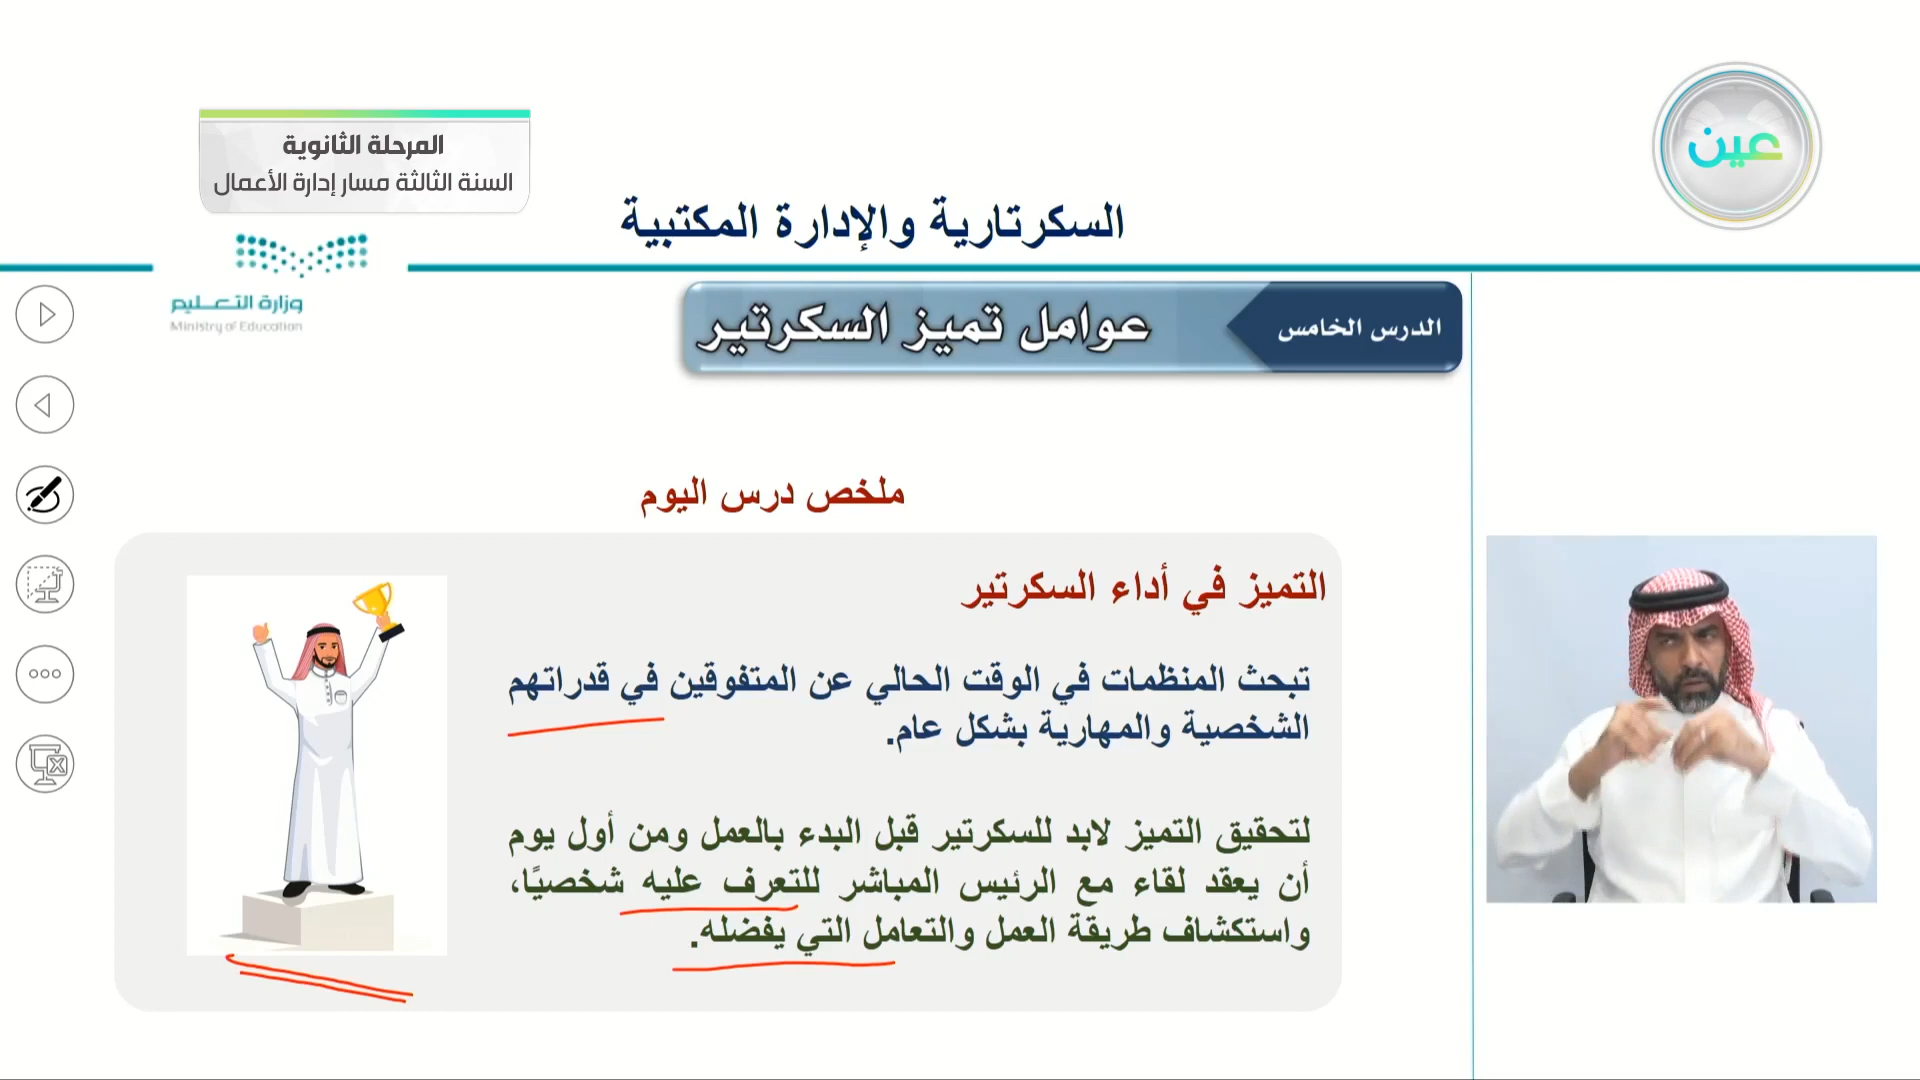 المرحلة الثانوية
السنة الثالثة مسار إدارة الأعمال
عين
السكرتارية والإدارة المكتبية
وزارة التعـــليم
Ministry of Education
الدرس الخامس
عوامل تميز السكرتير
ملخص درس اليوم
التميز في أداء السكرتير
تبحث المنظمات في الوقت الحالي عن المتفوقين في قدراتهم
الشخصية والمهارية بشكل عام.
لتحقيق التميز لابد للسكرتير قبل البدء بالعمل ومن أول يوم
أن يعقد لقاء مع الرئيس المباشر للتعرف عليه شخصيًا،
واستكشاف طريقة العمل والتعامل التي يفضله.